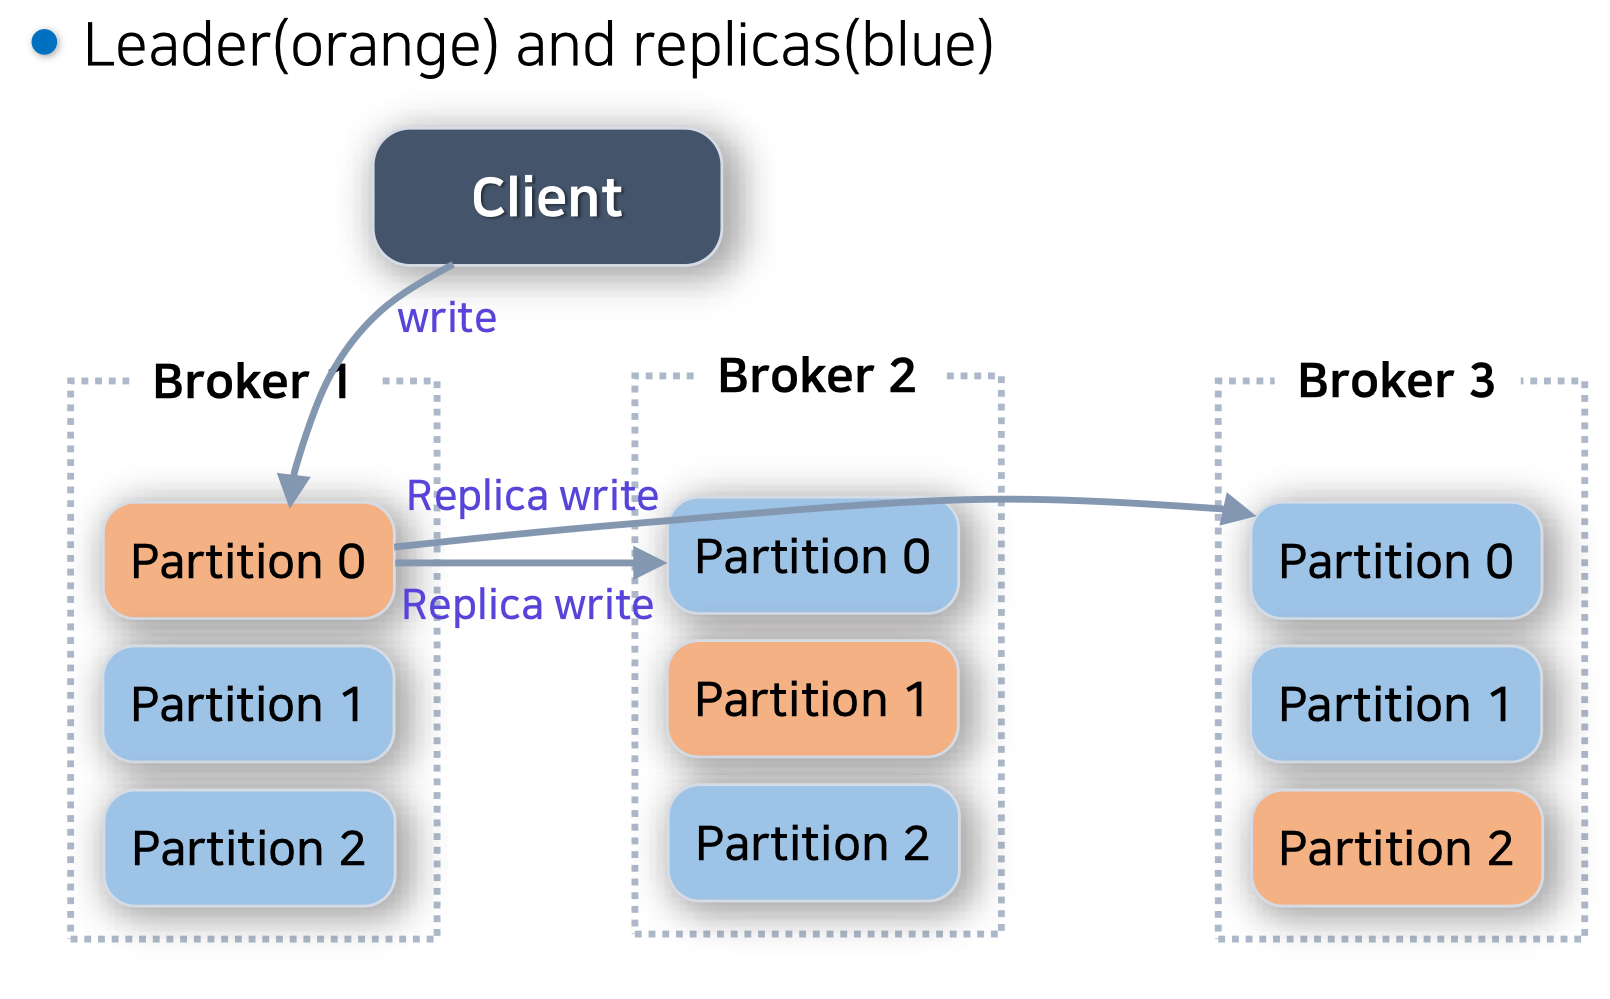 Leader(orange) and replicas(blue)
Client
write
Broker 1
Broker 2
Broker 3
Replica write
Partition 0
Partition 0
Partition 0
Replica write
Partition 1
Partition 1
Partition 1
Partition 2
Partition 2
Partition 2